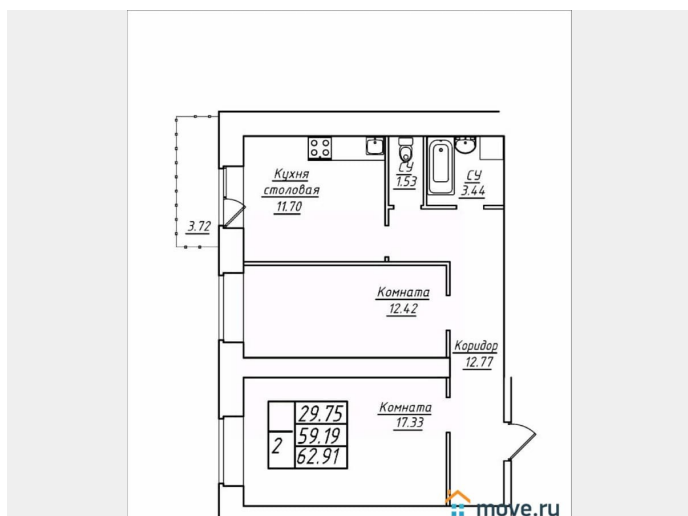 Кухня
столовая
11.70
СУ
1.53
СУ
3.44
3.72
Комната
12.42
Коридор
12.77
Комната
17.33
29.75
2
59.19
62.91
move.ru